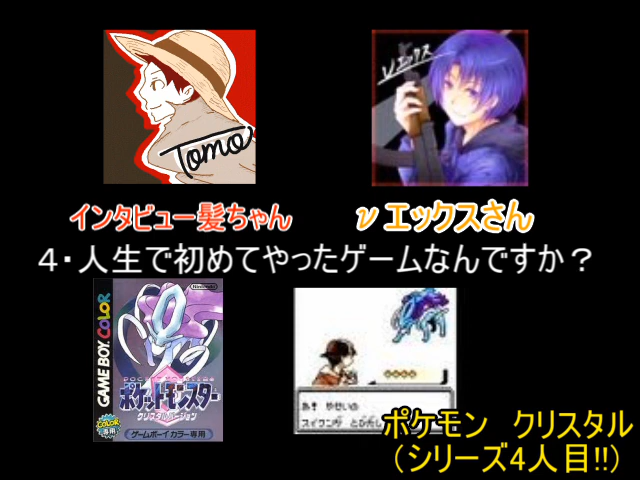 Tomo
νエックス
インタビュー髪ちゃん
νエックスさん
4・人生で初めてやったゲームなんですか?
Nintendo
GAME BOY COLOR
POCKET MONSTERS
ポケットモンスター
クリスタルバージョン
COLOR
専用
ゲームボーイカラー専用
あ! やせいの
スイクンが とびだし
ポケモン クリスタル
(シリーズ4人目!!)